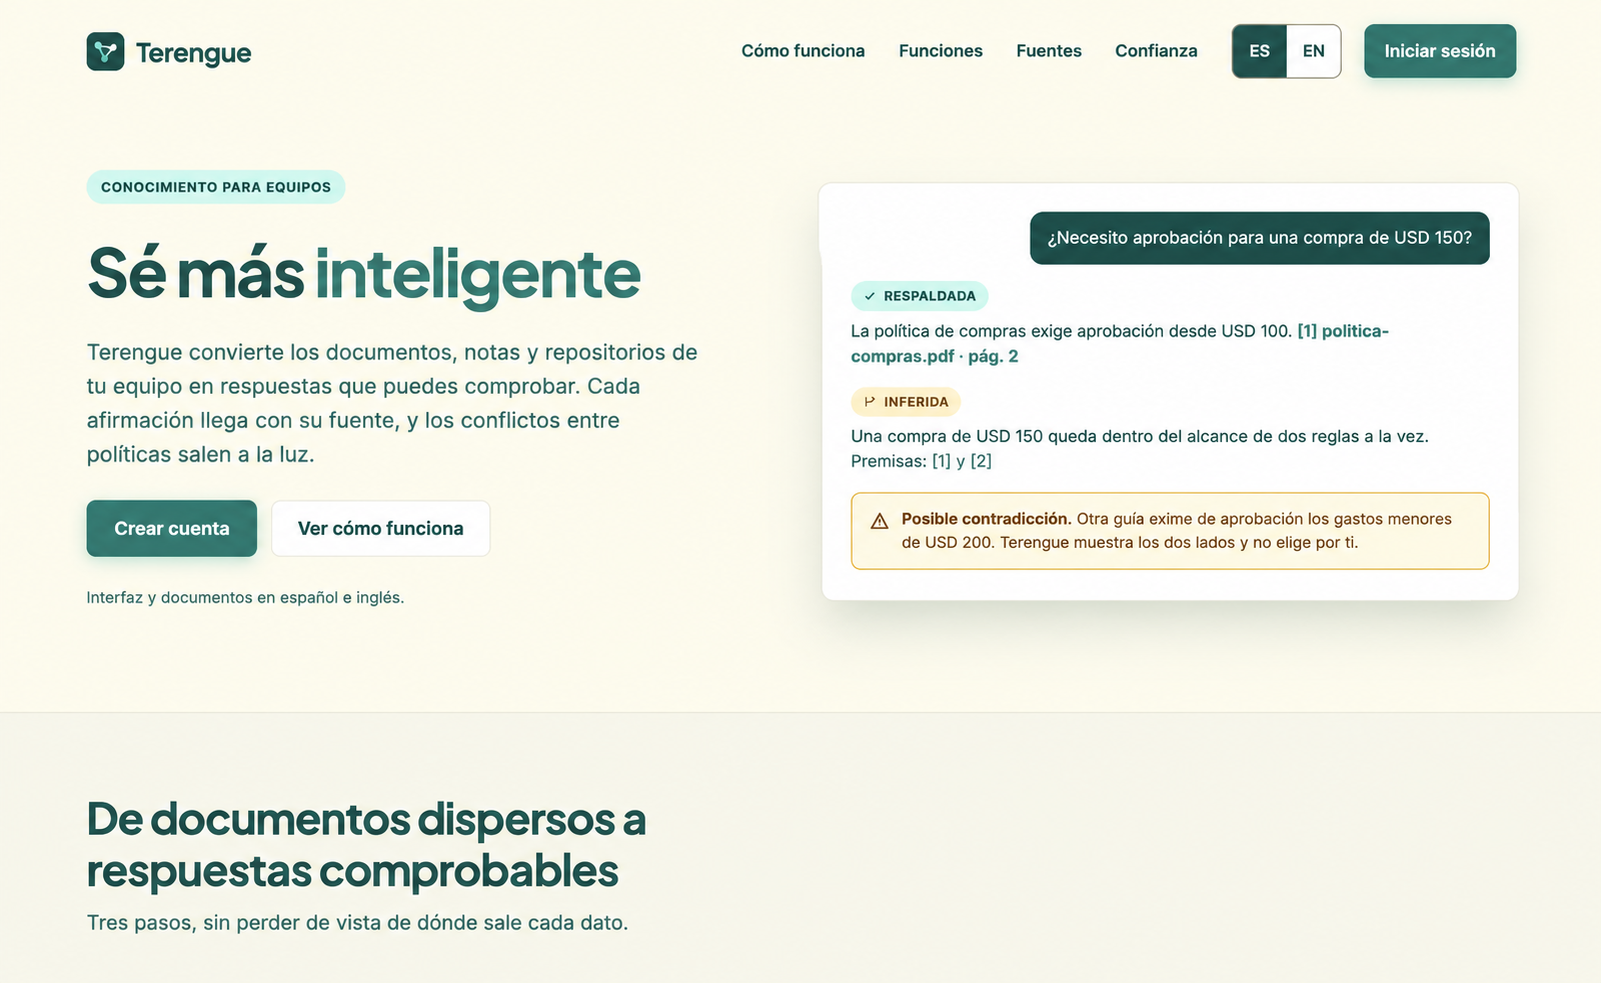 Terengue
Cómo funciona
Funciones
Fuentes
Confianza
ES
EN
Iniciar sesión
CONOCIMIENTO PARA EQUIPOS
Sé más inteligente
Terengue convierte los documentos, notas y repositorios de
tu equipo en respuestas que puedes comprobar. Cada
afirmación llega con su fuente, y los conflictos entre
políticas salen a la luz.
Crear cuenta
Ver cómo funciona
Interfaz y documentos en español e inglés.
¿Necesito aprobación para una compra de USD 150?
RESPALDADA
La política de compras exige aprobación desde USD 100. [1] politica-
compras.pdf · pág. 2
INFERIDA
Una compra de USD 150 queda dentro del alcance de dos reglas a la vez.
Premisas: [1] y [2]
Posible contradicción. Otra guía exime de aprobación los gastos menores
de USD 200. Terengue muestra los dos lados y no elige por ti.
De documentos dispersos a
respuestas comprobables
Tres pasos, sin perder de vista de dónde sale cada dato.